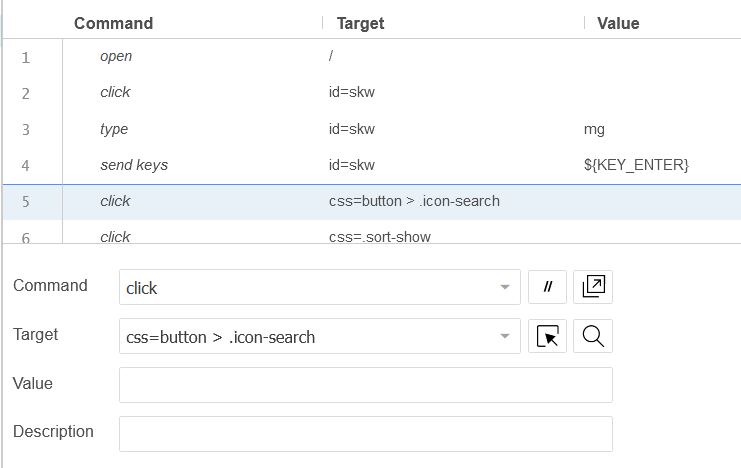 Command Target Value
1 open /
2 click id=skw
3 type id=skw mg
4 send keys id=skw ${KEY_ENTER}
5 click css=button > .icon-search
6 click css=.sort-show
Command click //
Target css=button > .icon-search
Value
Description